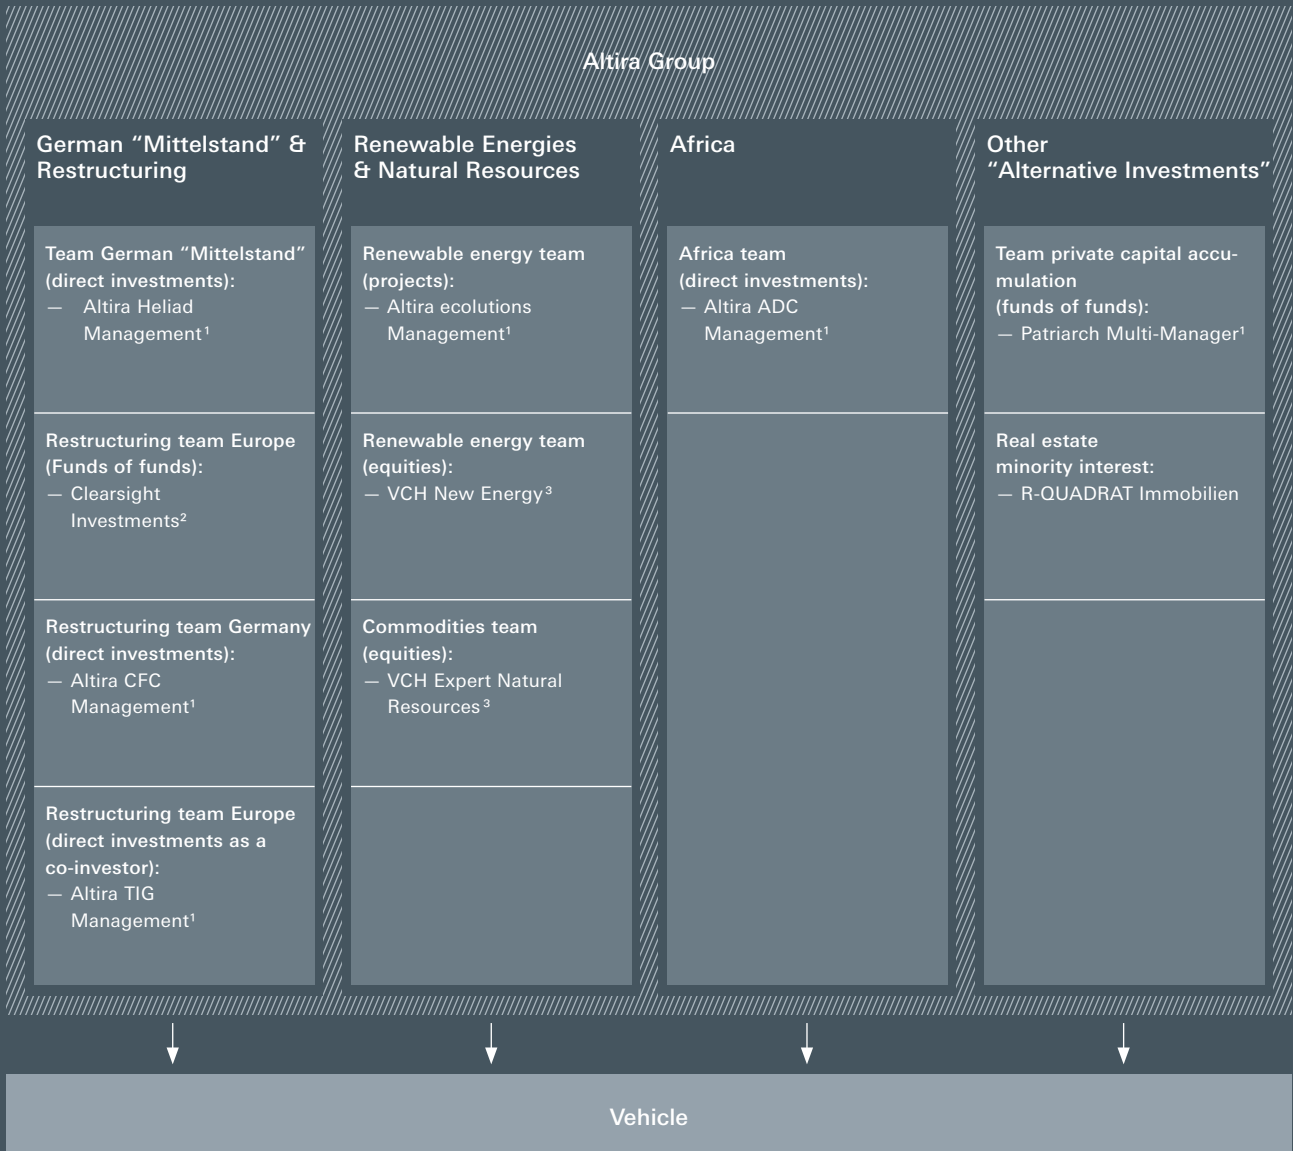 Altira Group
German “Mittelstand” &
Restructuring
Team German “Mittelstand”
(direct investments):
— Altira Heliad
Management¹
Restructuring team Europe
(Funds of funds):
— Clearsight
Investments²
Restructuring team Germany
(direct investments):
— Altira CFC
Management¹
Restructuring team Europe
(direct investments as a
co-investor):
— Altira TIG
Management¹
Renewable Energies
& Natural Resources
Renewable energy team
(projects):
— Altira ecolutions
Management¹
Renewable energy team
(equities):
— VCH New Energy³
Commodities team
(equities):
— VCH Expert Natural
Resources³
Africa
Africa team
(direct investments):
— Altira ADC
Management¹
Other
“Alternative Investments”
Team private capital accu-
mulation
(funds of funds):
— Patriarch Multi-Manager¹
Real estate
minority interest:
— R-QUADRAT Immobilien
Vehicle